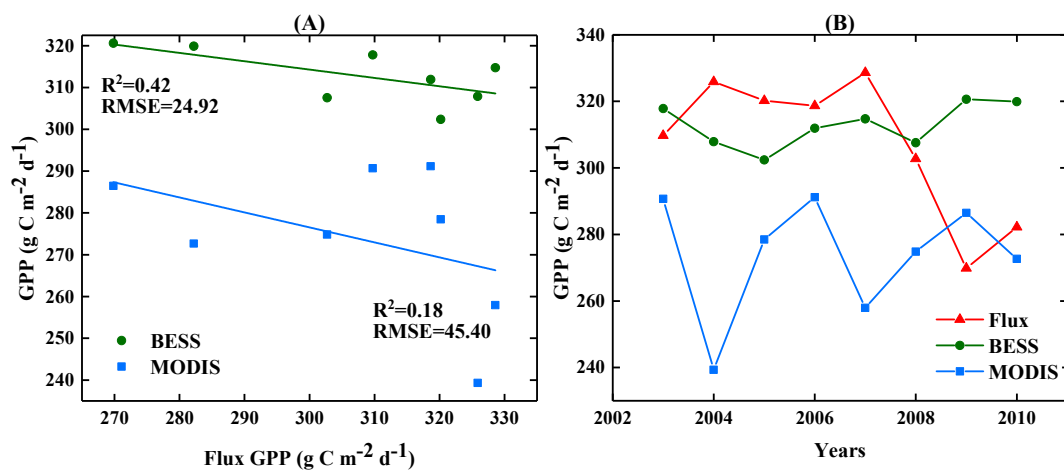 (A)
GPP (g C m⁻² d⁻¹)
320
310
300
290
280
270
260
250
240
R²=0.42
RMSE=24.92
R²=0.18
RMSE=45.40
BESS
MODIS
270 280 290 300 310 320 330
Flux GPP (g C m⁻² d⁻¹)
(B)
GPP (g C m⁻² d⁻¹)
340
320
300
280
260
240
230
Flux
BESS
MODIS
2002 2004 2006 2008 2010
Years